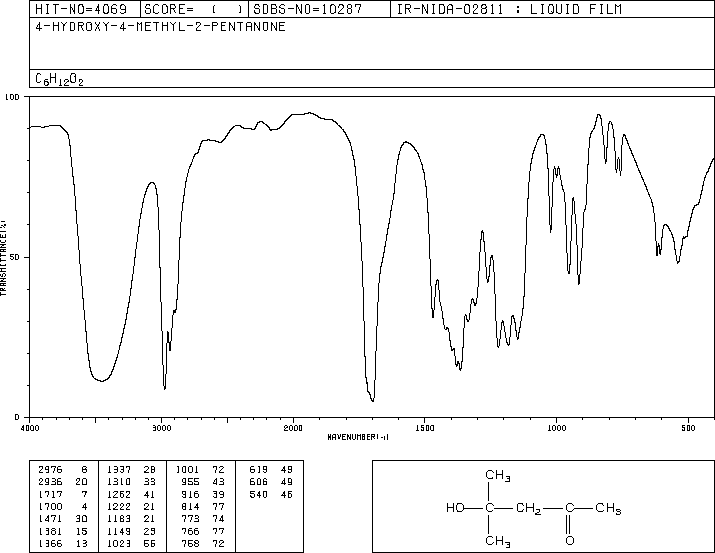 HIT-NO=4069 SCORE= ( ) SDBS-NO=10287 IR-NIDA-02811 : LIQUID FILM
4-HYDROXY-4-METHYL-2-PENTANONE
C6H12O2
100
50
0
TRANSMITTANCE(%)
4000 3000 2000 1500 1000 500
WAVENUMBER(-1)
2976 8 1337 28 1001 72 619 49
2936 20 1310 33 955 43 606 49
1717 7 1262 41 916 39 540 46
1700 4 1222 21 814 77
1471 30 1183 21 773 74
1381 15 1149 23 766 77
1366 13 1023 66 768 72
CH3
HO CH2 CH3
CH3 O